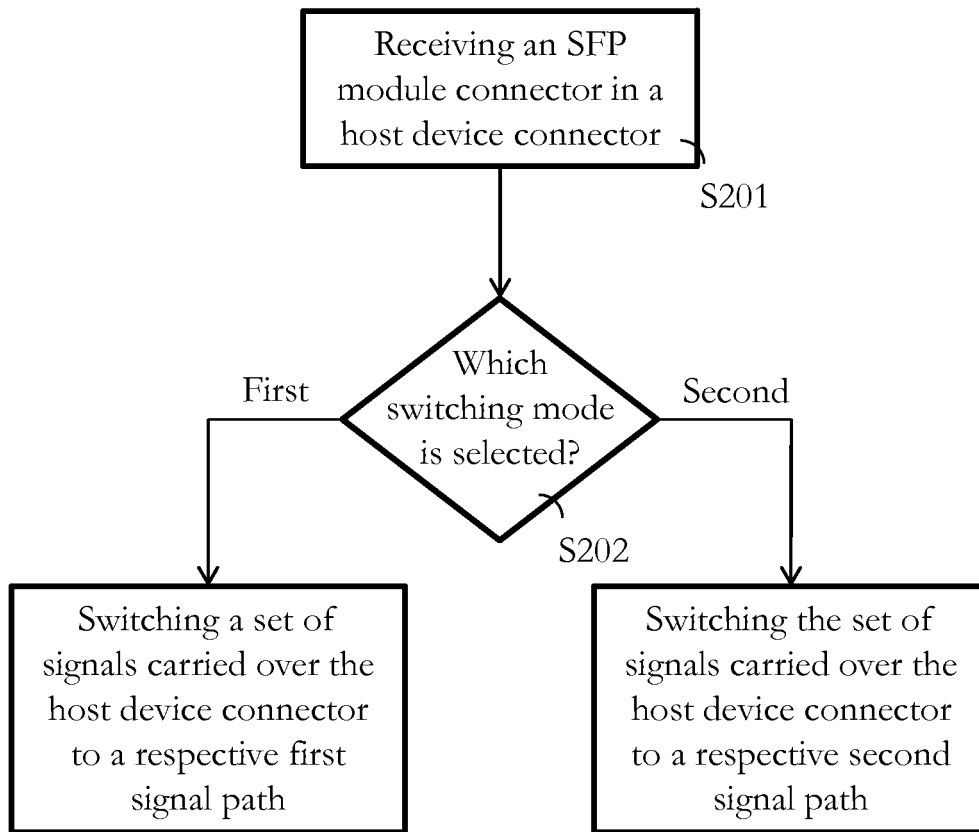 Receiving an SFP
module connector in a
host device connector
S201
Which
switching mode
is selected?
First
Second
S202
Switching a set of
signals carried over the
host device connector
to a respective first
signal path
Switching the set of
signals carried over the
host device connector
to a respective second
signal path